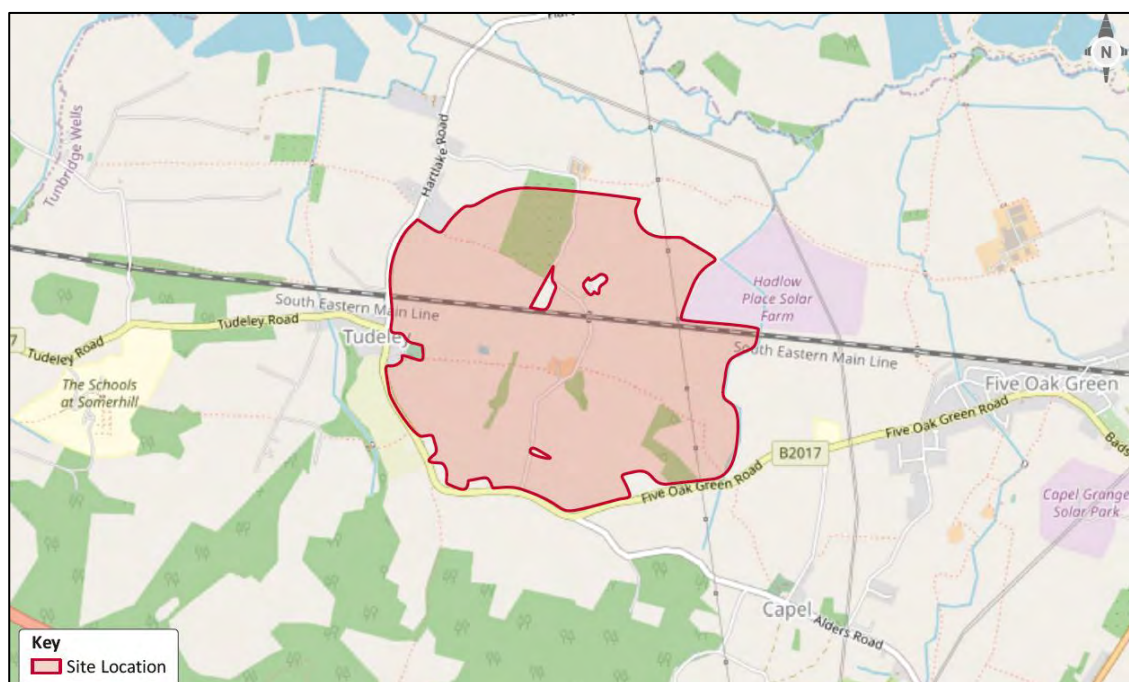 N
Hartlake Road
Tunbridge Wells
Hadlow
Place Solar
Farm
South Eastern Main Line
Tudeley Road
Tudeley
South Eastern Main Line
Tudeley Road
The Schools
at Somerhill
Five Oak Green
Five Oak Green Road
B2017
Five Oak Green Road
Capel Grange
Solar Park
Capel
Alders Road
Key
Site Location